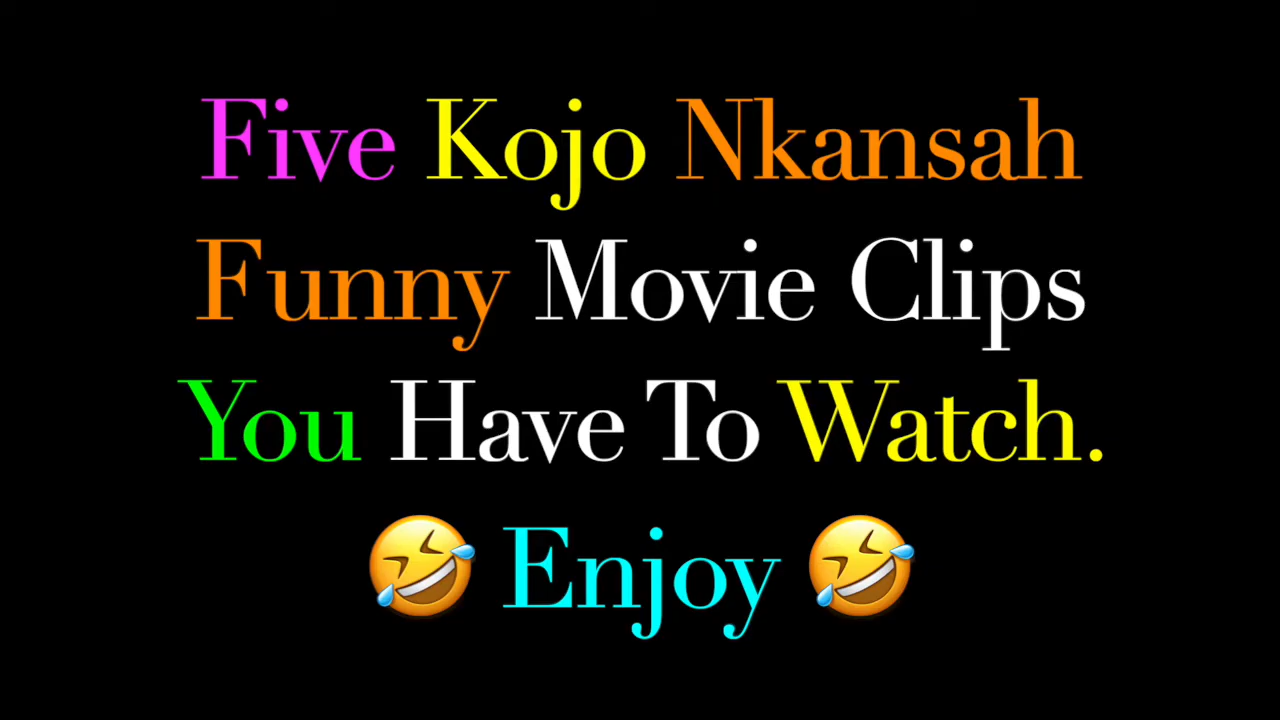 Five Kojo Nkansah
Funny Movie Clips
You Have To Watch.
🤣 Enjoy 🤣